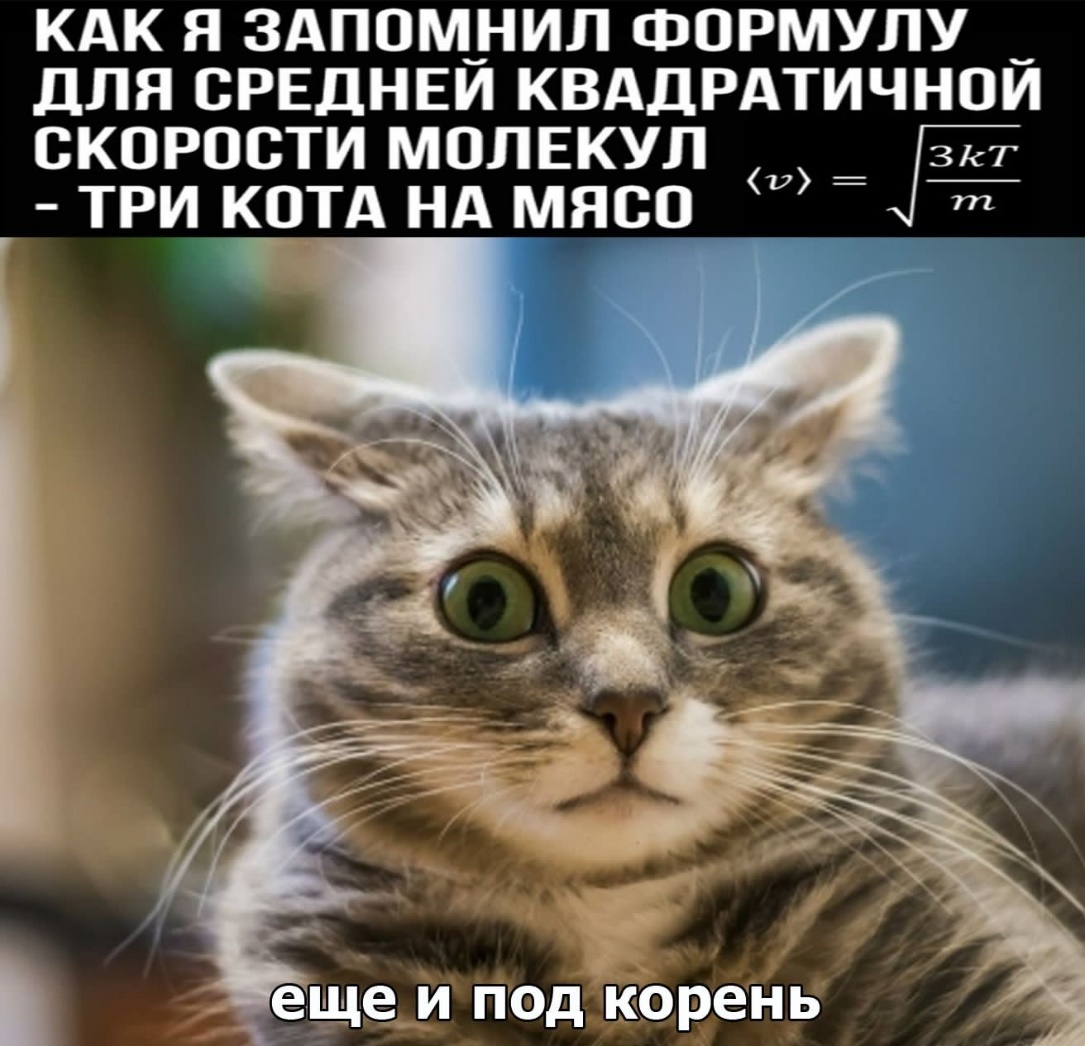 КАК Я ЗАПОМНИЛ ФОРМУЛУ
ДЛЯ СРЕДНЕЙ КВАДРАТИЧНОЙ
СКОРОСТИ МОЛЕКУЛ
- ТРИ КОТА НА МЯСО
⟨v⟩ = √(3kT/m)
еще и под корень